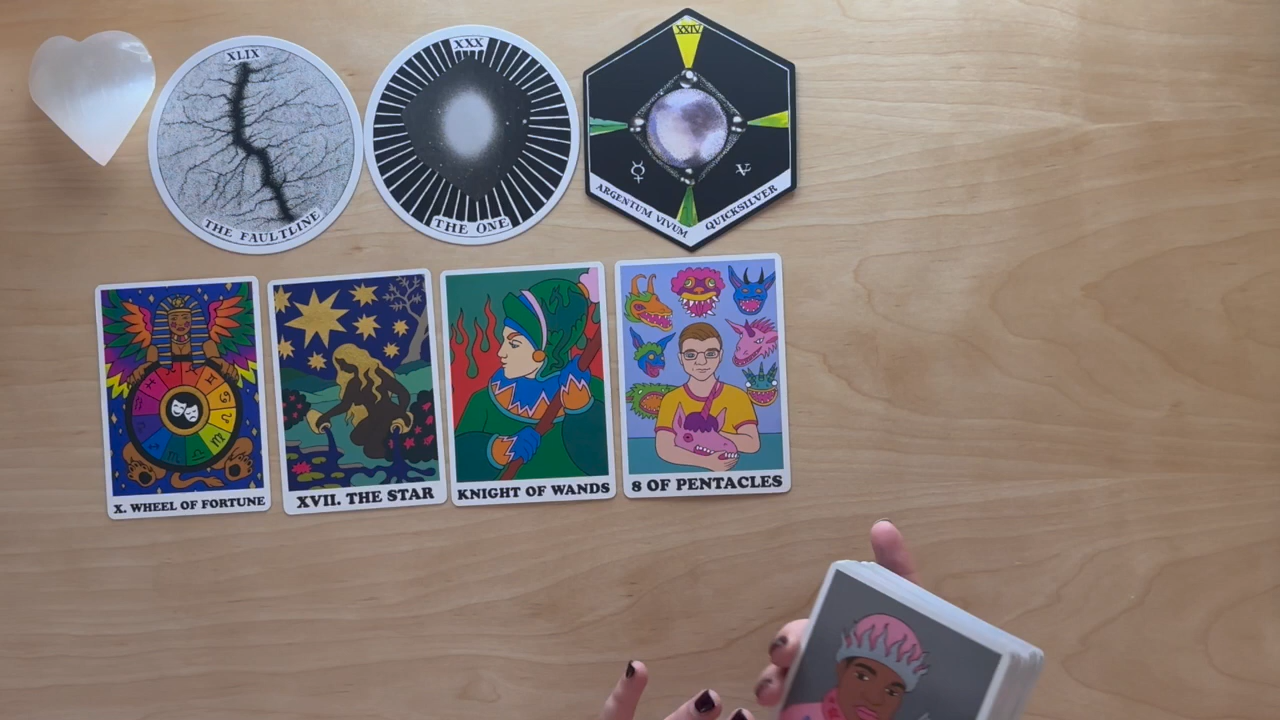 XLIX
THE FAULTLINE
XXX
THE ONE
XXIV
ARGENTUM VIVUM
QUICKSILVER
X. WHEEL OF FORTUNE
XVII. THE STAR
KNIGHT OF WANDS
8 OF PENTACLES